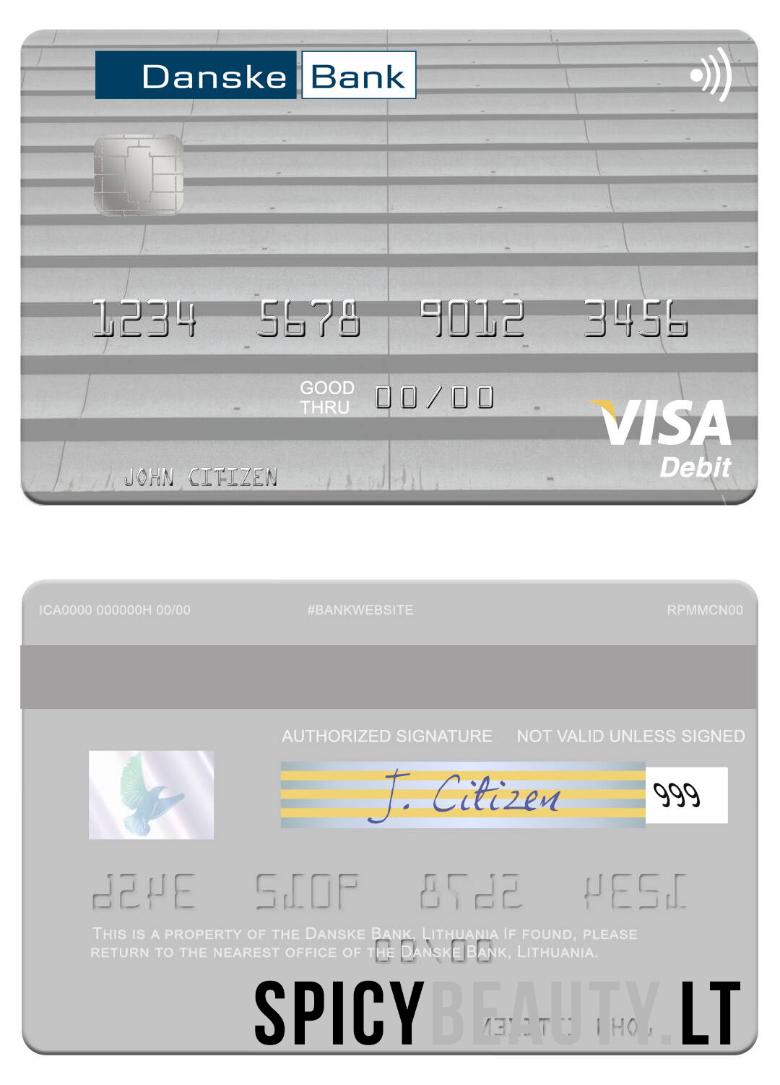 Danske Bank
1234 5678 9012 3456
GOOD
THRU 00/00
VISA
Debit
JOHN CITIZEN
ICA0000 000000H 00/00 #BANKWEBSITE RPMMCN00
AUTHORIZED SIGNATURE NOT VALID UNLESS SIGNED
J. Citizen 999
THIS IS A PROPERTY OF THE DANSKE BANK, LITHUANIA IF FOUND, PLEASE
RETURN TO THE NEAREST OFFICE OF THE DANSKE BANK, LITHUANIA.
SPICYBEAUTY.LT